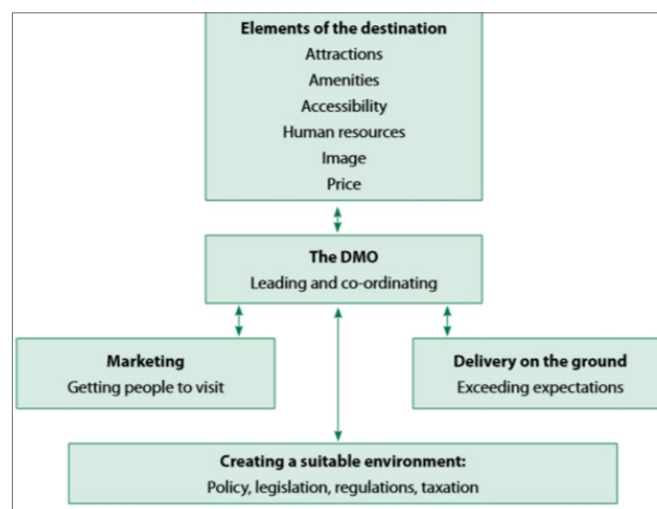 Elements of the destination
Attractions
Amenities
Accessibility
Human resources
Image
Price
The DMO
Leading and co-ordinating
Marketing
Getting people to visit
Delivery on the ground
Exceeding expectations
Creating a suitable environment:
Policy, legislation, regulations, taxation